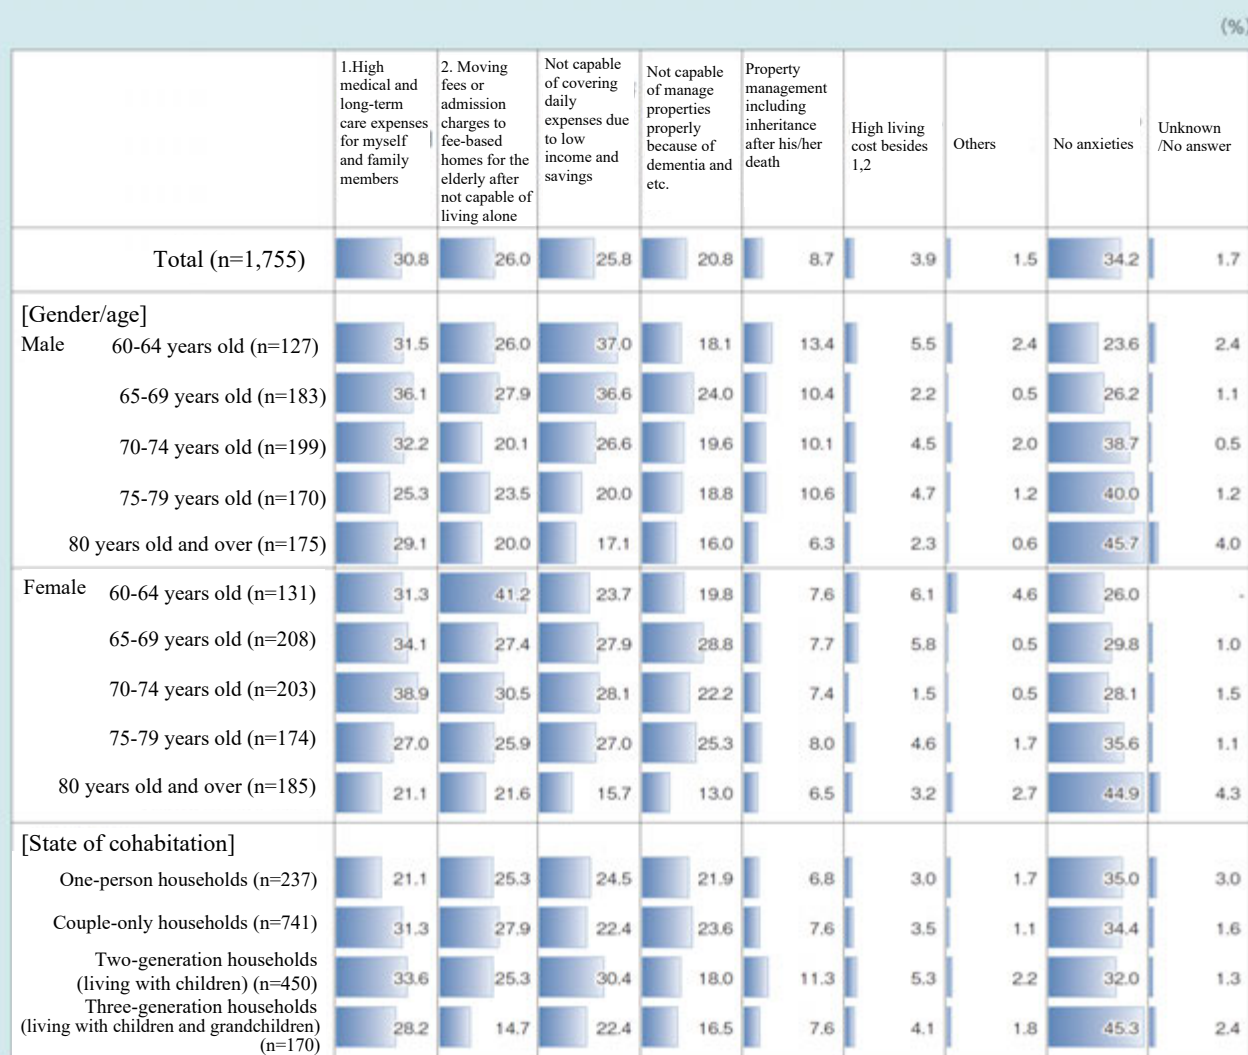 (%)
1.High
medical and
long-term
care expenses
for myself
and family
members
2. Moving
fees or
admission
charges to
fee-based
homes for the
elderly after
not capable of
living alone
Not capable
of covering
daily
expenses due
to low
income and
savings
Not capable
of manage
properties
properly
because of
dementia and
etc.
Property
management
including
inheritance
after his/her
death
High living
cost besides
1,2
Others
No anxieties
Unknown
/No answer
Total (n=1,755) 30.8 26.0 25.8 20.8 8.7 3.9 1.5 34.2 1.7
[Gender/age]
Male 60-64 years old (n=127) 31.5 26.0 37.0 18.1 13.4 5.5 2.4 23.6 2.4
65-69 years old (n=183) 36.1 27.9 36.6 24.0 10.4 2.2 0.5 26.2 1.1
70-74 years old (n=199) 32.2 20.1 26.6 19.6 10.1 4.5 2.0 38.7 0.5
75-79 years old (n=170) 25.3 23.5 20.0 18.8 10.6 4.7 1.2 40.0 1.2
80 years old and over (n=175) 29.1 20.0 17.1 16.0 6.3 2.3 0.6 45.7 4.0
Female 60-64 years old (n=131) 31.3 41.2 23.7 19.8 7.6 6.1 4.6 26.0 -
65-69 years old (n=208) 34.1 27.4 27.9 28.8 7.7 5.8 0.5 29.8 1.0
70-74 years old (n=203) 38.9 30.5 28.1 22.2 7.4 1.5 0.5 28.1 1.5
75-79 years old (n=174) 27.0 25.9 27.0 25.3 8.0 4.6 1.7 35.6 1.1
80 years old and over (n=185) 21.1 21.6 15.7 13.0 6.5 3.2 2.7 44.9 4.3
[State of cohabitation]
One-person households (n=237) 21.1 25.3 24.5 21.9 6.8 3.0 1.7 35.0 3.0
Couple-only households (n=741) 31.3 27.9 22.4 23.6 7.6 3.5 1.1 34.4 1.6
Two-generation households
(living with children) (n=450) 33.6 25.3 30.4 18.0 11.3 5.3 2.2 32.0 1.3
Three-generation households
(living with children and grandchildren) 28.2 14.7 22.4 16.5 7.6 4.1 1.8 45.3 2.4
(n=170)